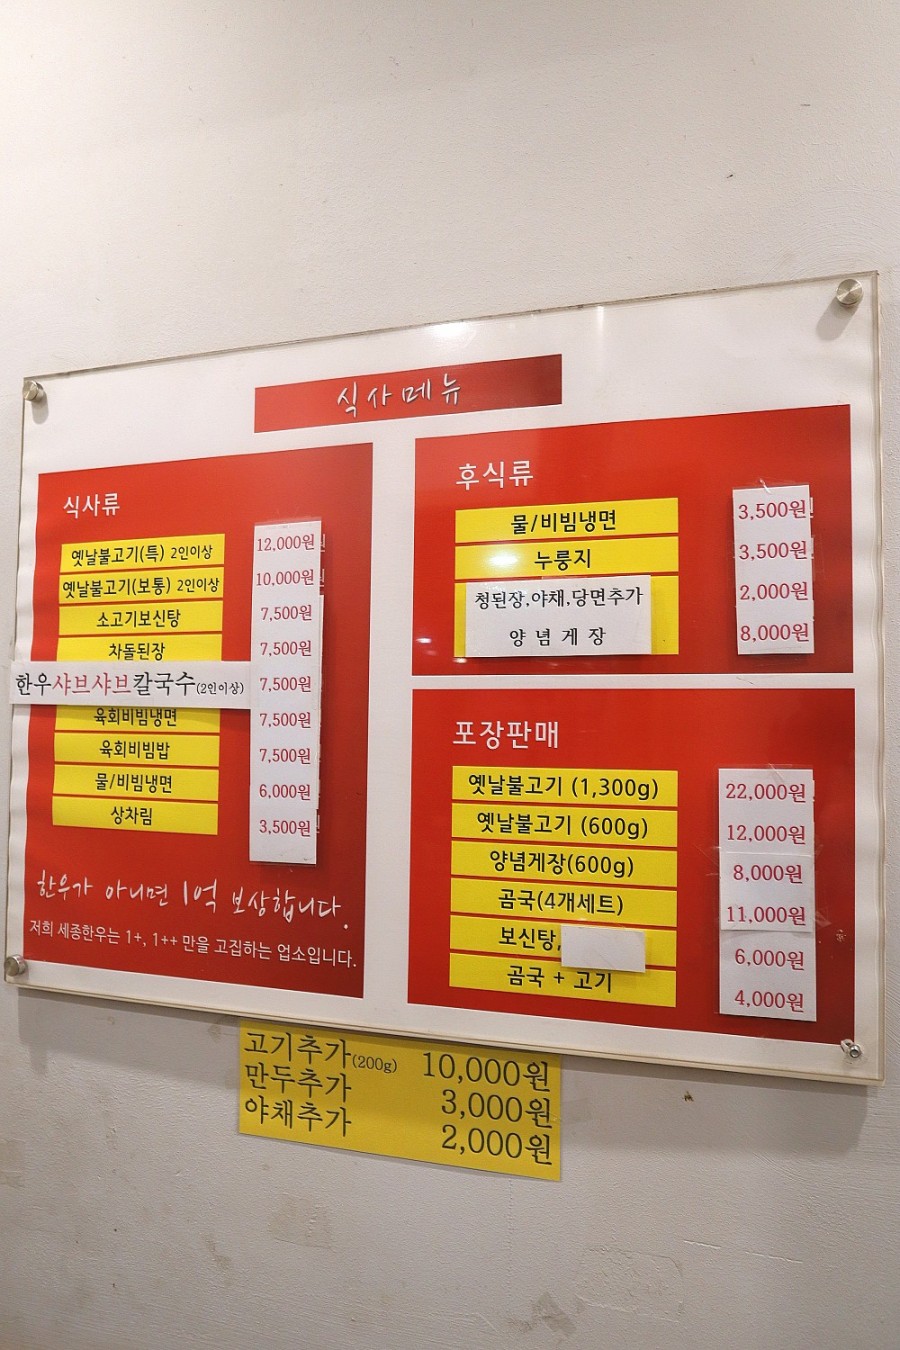 식사메뉴
식사류
옛날불고기(특) 2인이상 12,000원
옛날불고기(보통) 2인이상 10,000원
소고기보신탕 7,500원
차돌된장 7,500원
한우샤브샤브칼국수(2인이상) 7,500원
육회비빔냉면 7,500원
육회비빔밥 7,500원
물/비빔냉면 6,000원
상차림 3,500원
한우가 아니면 1억 보상합니다.
저희 세종한우는 1+, 1++ 만을 고집하는 업소입니다.
후식류
물/비빔냉면 3,500원
누룽지 3,500원
청된장,야채,당면추가 2,000원
양념게장 8,000원
포장판매
옛날불고기 (1,300g) 22,000원
옛날불고기 (600g) 12,000원
양념게장(600g) 8,000원
곰국(4개세트) 11,000원
보신탕, 6,000원
곰국 + 고기 4,000원
고기추가(200g) 10,000원
만두추가 3,000원
야채추가 2,000원